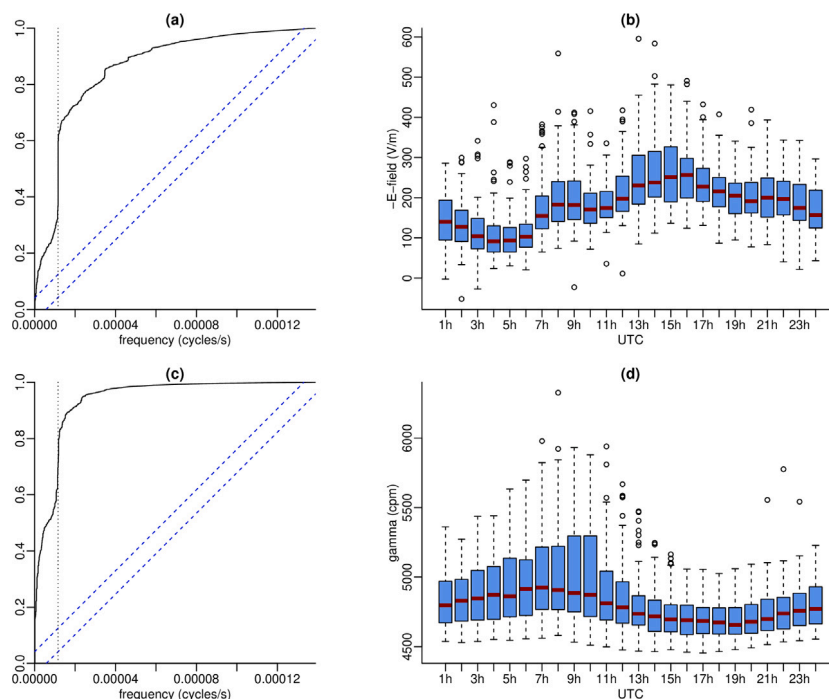 (a)
1.0
0.8
0.6
0.4
0.2
0.0
0.00000 0.00004 0.00008 0.00012
frequency (cycles/s)
(b)
600
400
300
200
100
0
-E-field (V/m)
1h 3h 5h 7h 9h 11h 13h 15h 17h 19h 21h 23h
UTC
(c)
1.0
0.8
0.6
0.4
0.2
0.0
0.00000 0.00004 0.00008 0.00012
frequency (cycles/s)
(d)
6000
5500
5000
4500
gamma (cpm)
1h 3h 5h 7h 9h 11h 13h 15h 17h 19h 21h 23h
UTC